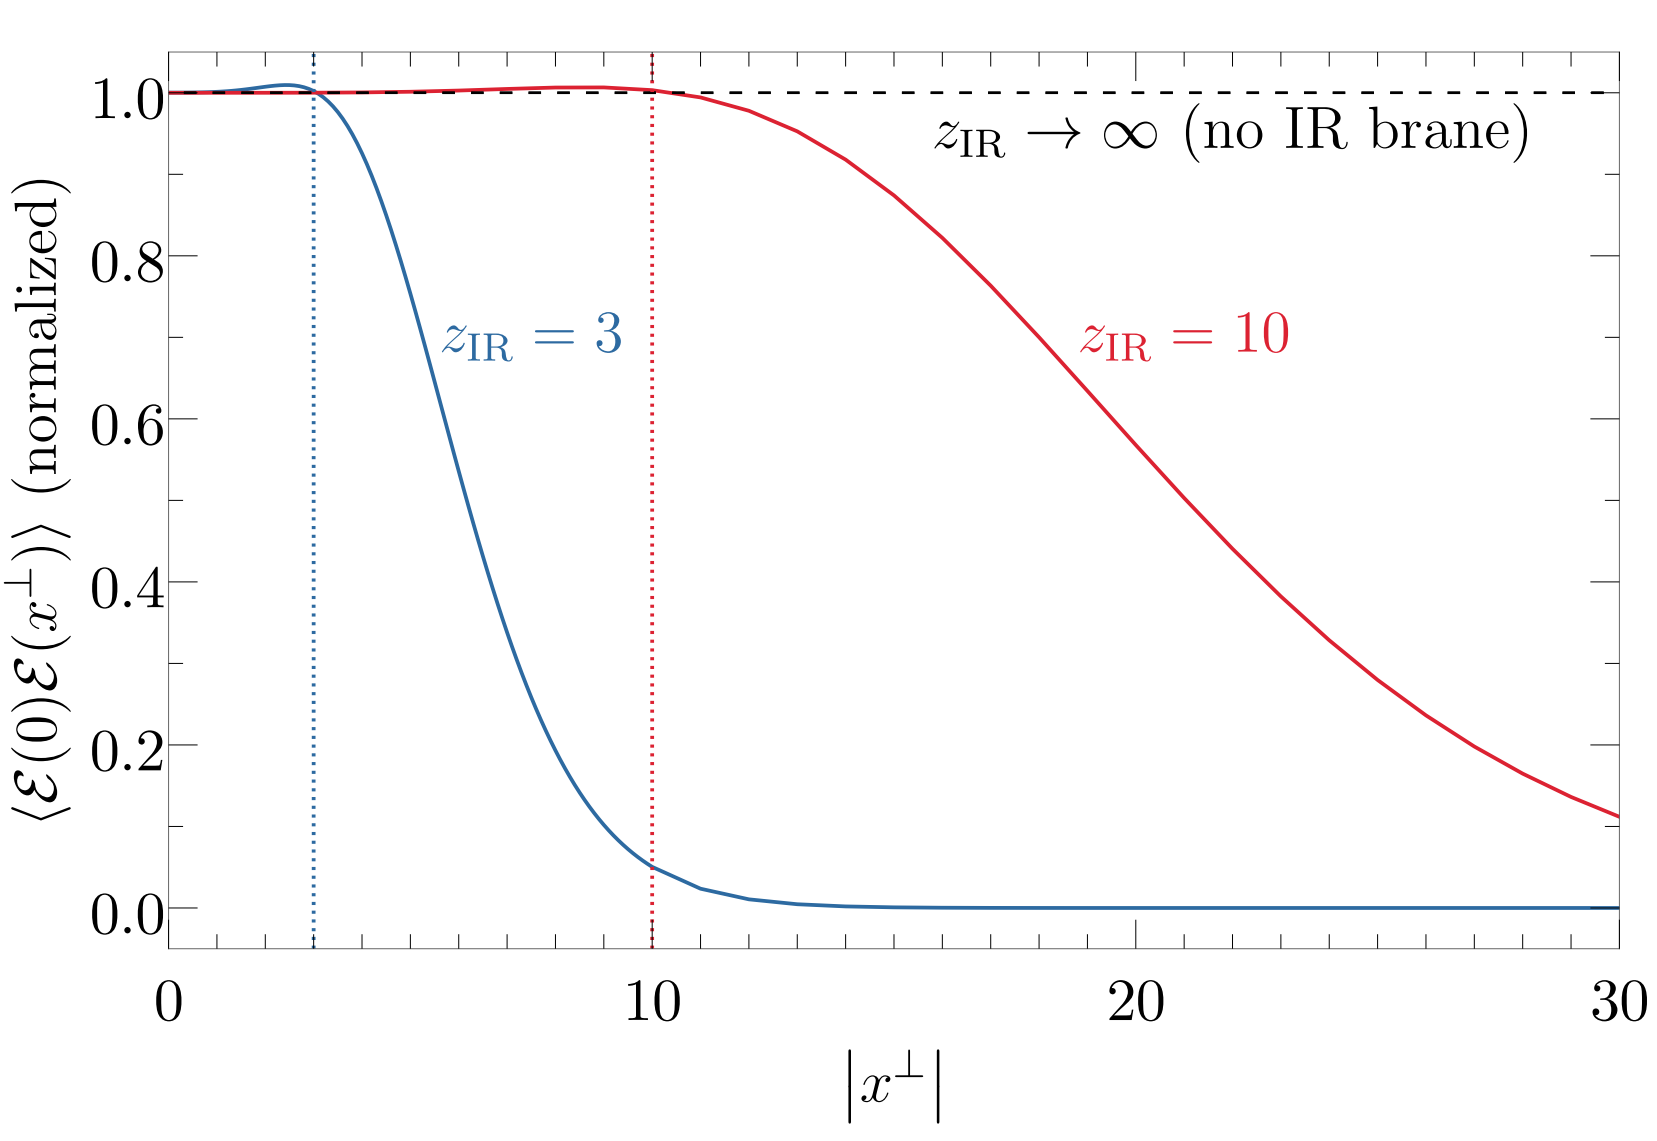 ⟨ℰ(0)ℰ(x⊥)⟩ (normalized)
1.0
0.8
0.6
0.4
0.2
0.0
z_IR → ∞ (no IR brane)
z_IR = 3
z_IR = 10
0 10 20 30
|x⊥|